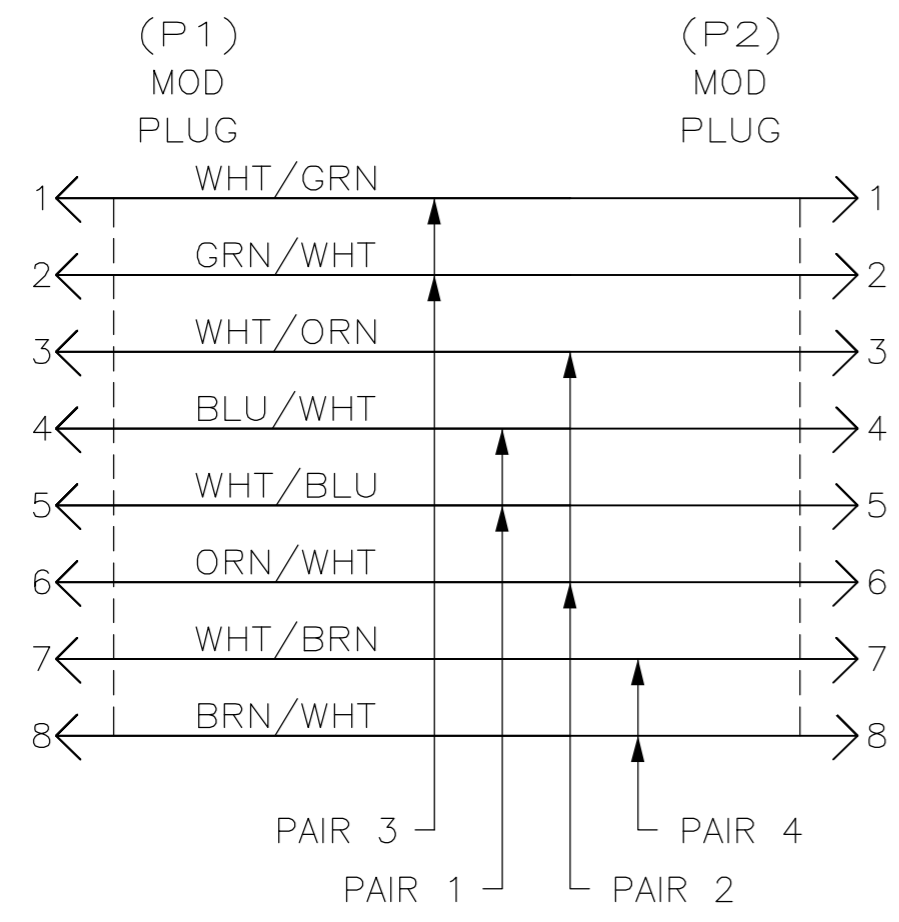 (P1) (P2)
MOD MOD
PLUG PLUG
1 WHT/GRN 1
2 GRN/WHT 2
3 WHT/ORN 3
4 BLU/WHT 4
5 WHT/BLU 5
6 ORN/WHT 6
7 WHT/BRN 7
8 BRN/WHT 8
PAIR 3 PAIR 4
PAIR 1 PAIR 2